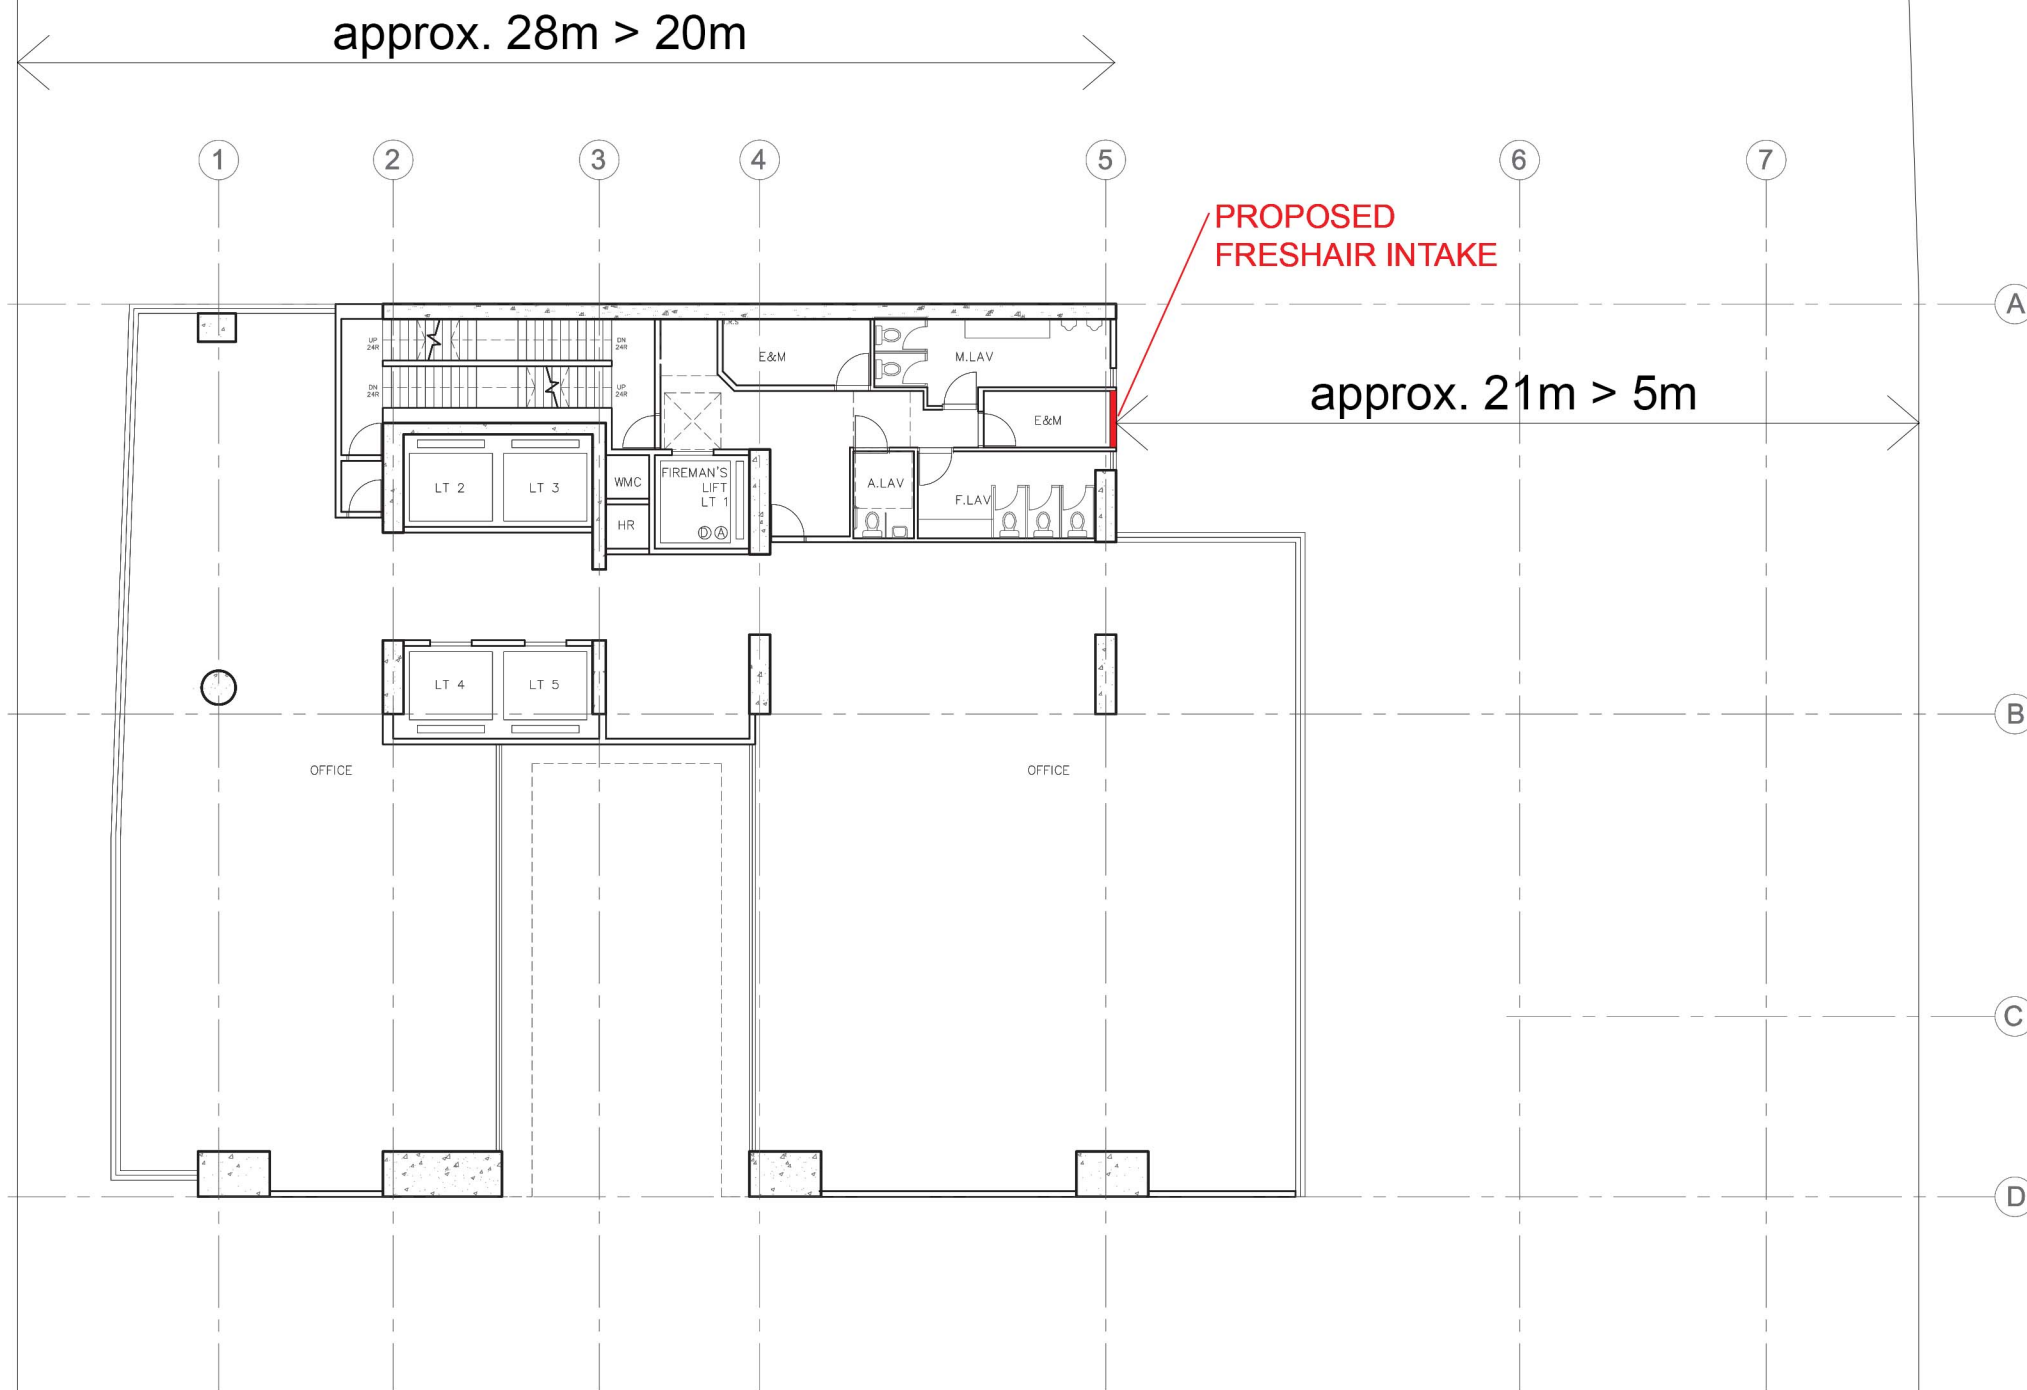 approx. 28m > 20m
1
2
3
4
5
6
7
PROPOSED
FRESHAIR INTAKE
A
UP
24R
DN
24R
E&M
M.LAV
approx. 21m > 5m
DN
24R
UP
24R
E&M
LT 2
LT 3
WMC
FIREMAN'S
LIFT
LT 1
A.LAV
F.LAV
HR
D A
LT 4
LT 5
B
OFFICE
OFFICE
C
D